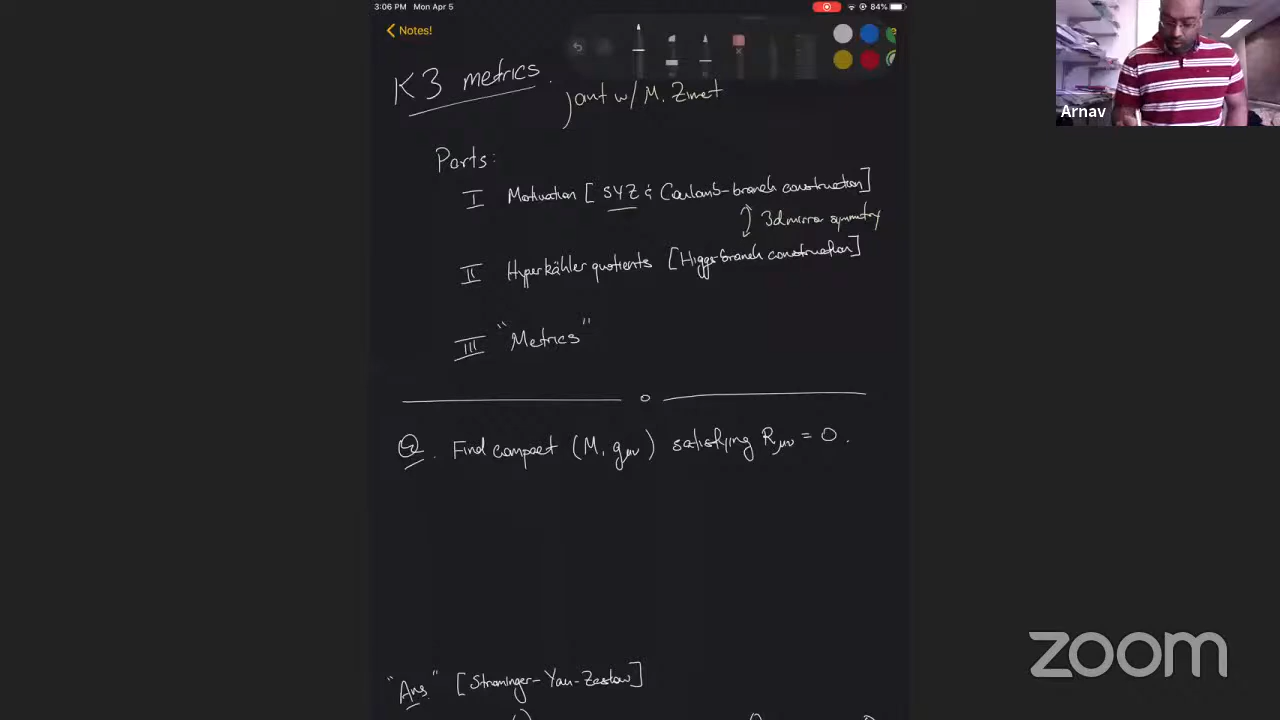 3:06 PM Mon Apr 5
84%
Notes!
K3 metrics.
joint w/ M. Zimet
Parts:
I Motivation [SYZ & Coulomb-branch construction]
↕ 3d mirror symmetry
II Hyperkähler quotients [Higgs-branch construction]
III "Metrics"
Q. Find compact (M, gμν) satisfying Rμν = 0.
"Ans." [Strominger-Yau-Zaslow]
Arnav
zoom